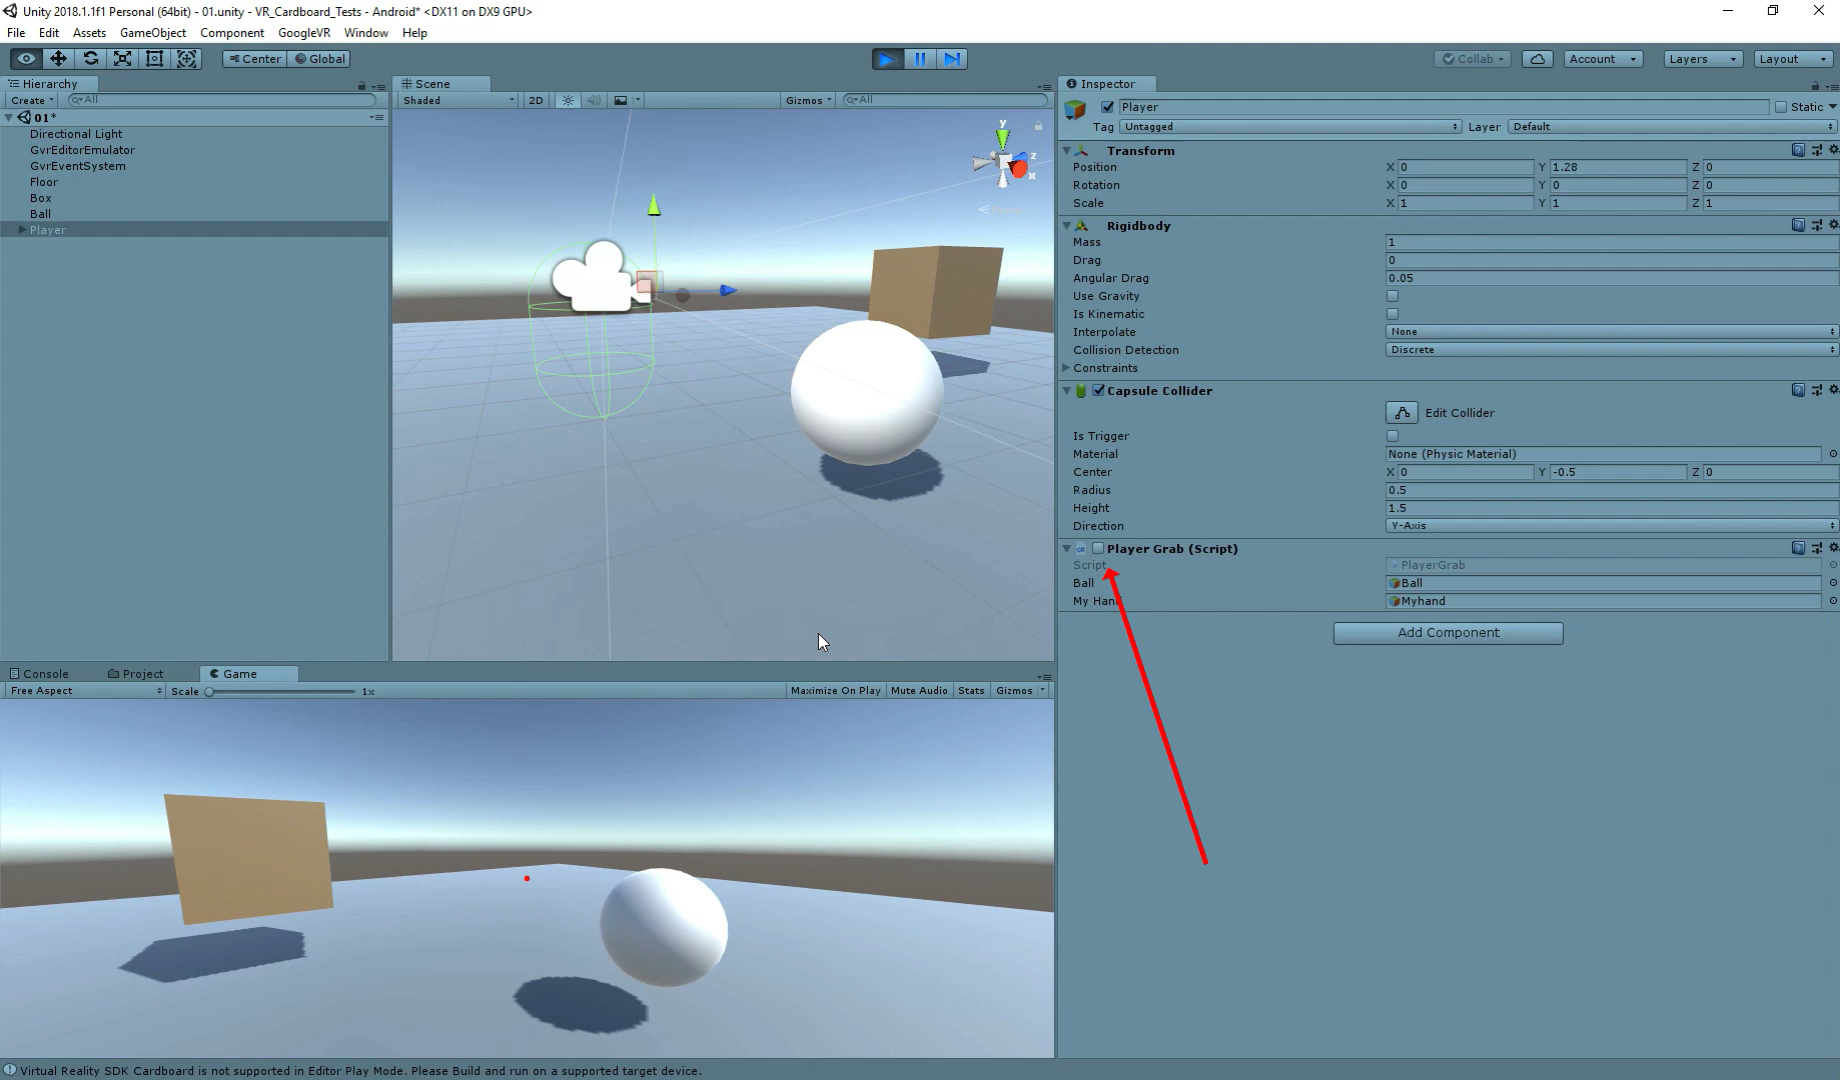 Unity 2018.1.1f1 Personal (64bit) - 01.unity - VR_Cardboard_Tests - Android* <DX11 on DX9 GPU>
File Edit Assets GameObject Component GoogleVR Window Help
Center Global Collab Account Layers Layout
Hierarchy
Create All
01*
Directional Light
GvrEditorEmulator
GvrEventSystem
Floor
Box
Ball
Player
Scene
Shaded 2D Gizmos All
y
z
x
Console Project Game
Free Aspect Scale 1x Maximize On Play Mute Audio Stats Gizmos
Inspector
Player Static
Tag Untagged Layer Default
Transform
Position X 0 Y 1.28 Z 0
Rotation X 0 Y 0 Z 0
Scale X 1 Y 1 Z 1
Rigidbody
Mass 1
Drag 0
Angular Drag 0.05
Use Gravity
Is Kinematic
Interpolate None
Collision Detection Discrete
Constraints
Capsule Collider
Edit Collider
Is Trigger
Material None (Physic Material)
Center X 0 Y -0.5 Z 0
Radius 0.5
Height 1.5
Direction Y-Axis
Player Grab (Script)
Script PlayerGrab
Ball Ball
My Hand Myhand
Add Component
Virtual Reality SDK Cardboard is not supported in Editor Play Mode. Please Build and run on a supported target device.